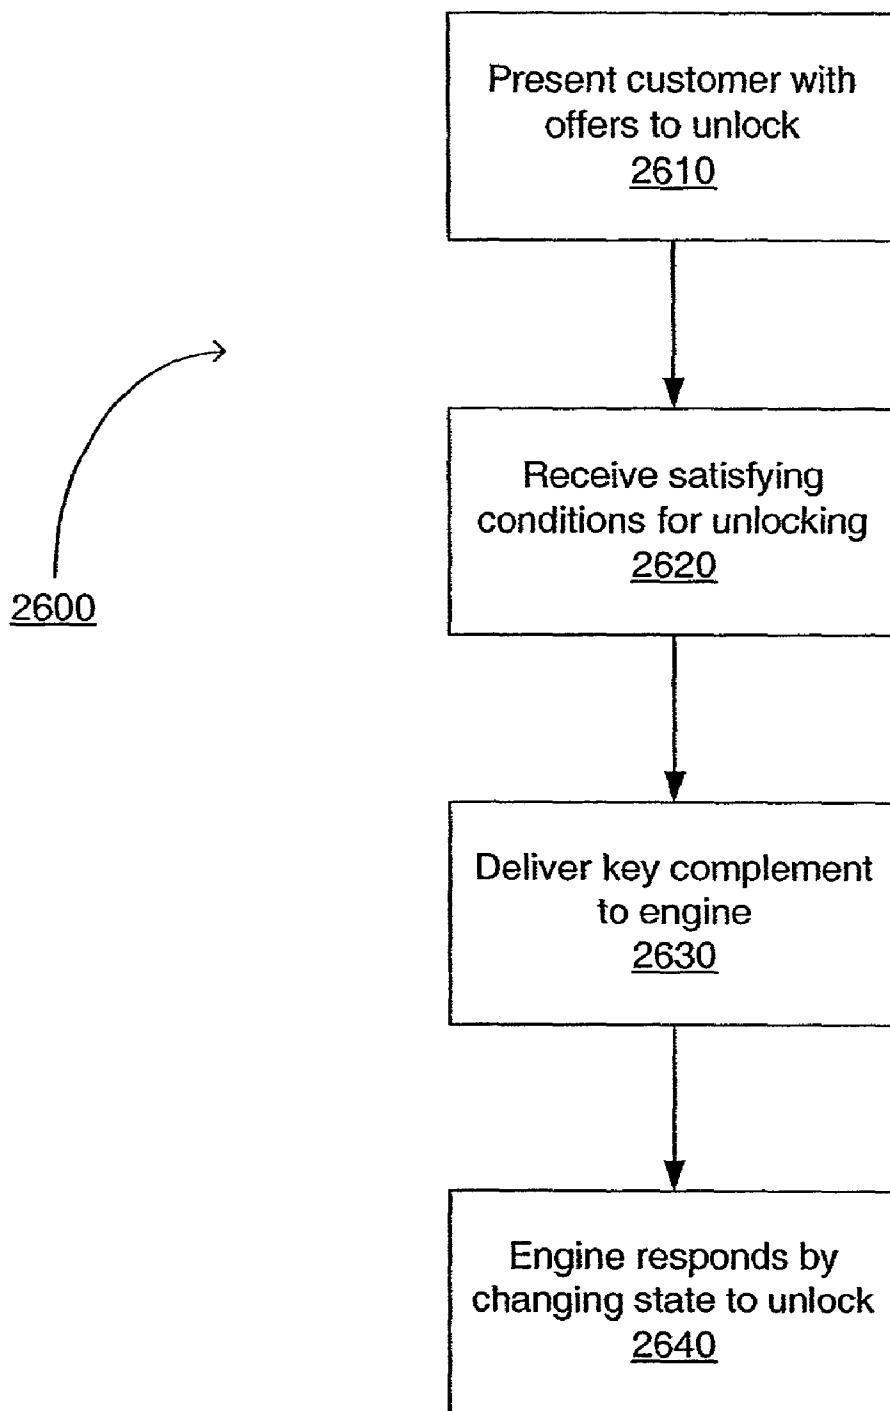 Present customer with
offers to unlock
2610
Receive satisfying
conditions for unlocking
2620
2600
Deliver key complement
to engine
2630
Engine responds by
changing state to unlock
2640